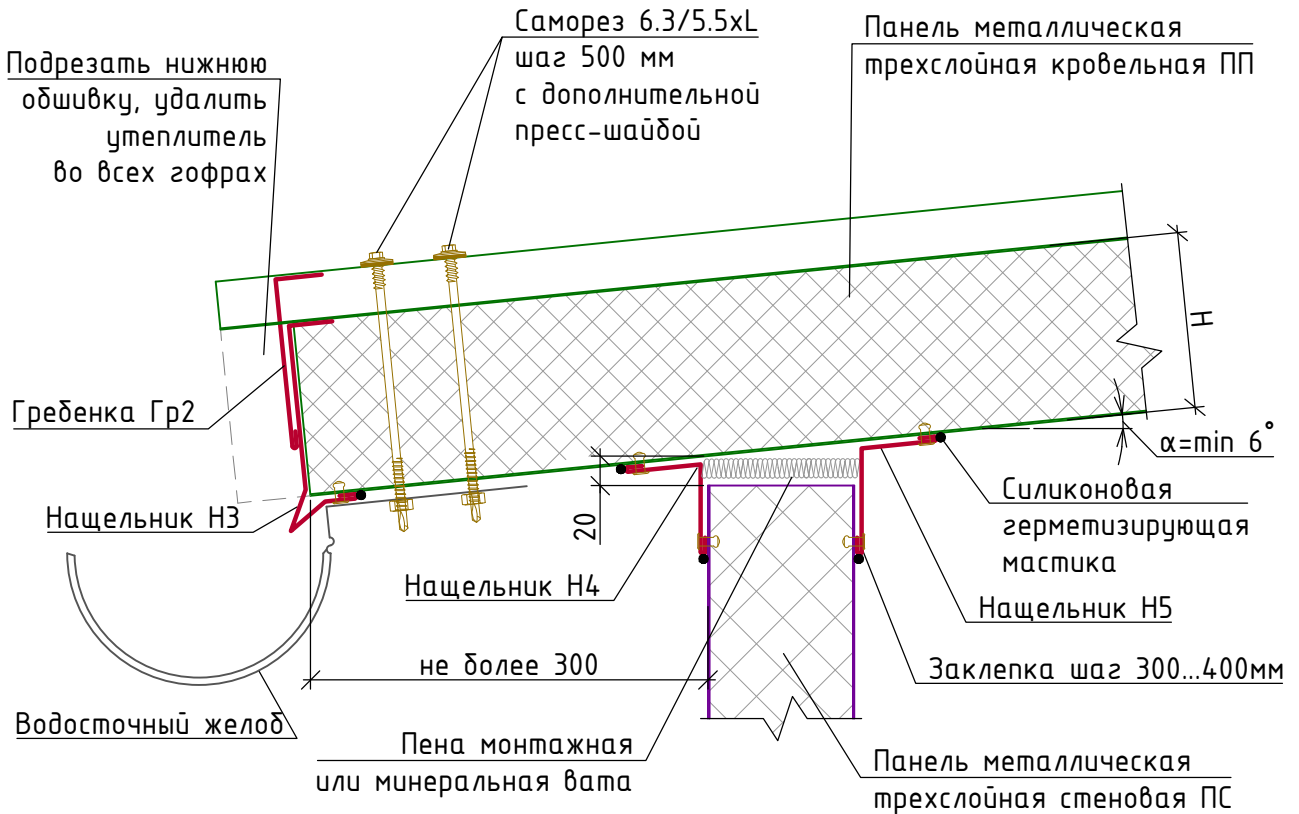 Саморез 6.3/5.5xL
шаг 500 мм
с дополнительной
пресс-шайбой
Панель металлическая
трехслойная кровельная ПП
Подрезать нижнюю
обшивку, удалить
утеплитель
во всех гофрах
H
Гребенка Гр2
α=min 6°
Нащельник Н3
20
Силиконовая
герметизирующая
мастика
Нащельник Н4
Нащельник Н5
не более 300
Заклепка шаг 300...400мм
Водосточный желоб
Пена монтажная
или минеральная вата
Панель металлическая
трехслойная стеновая ПС